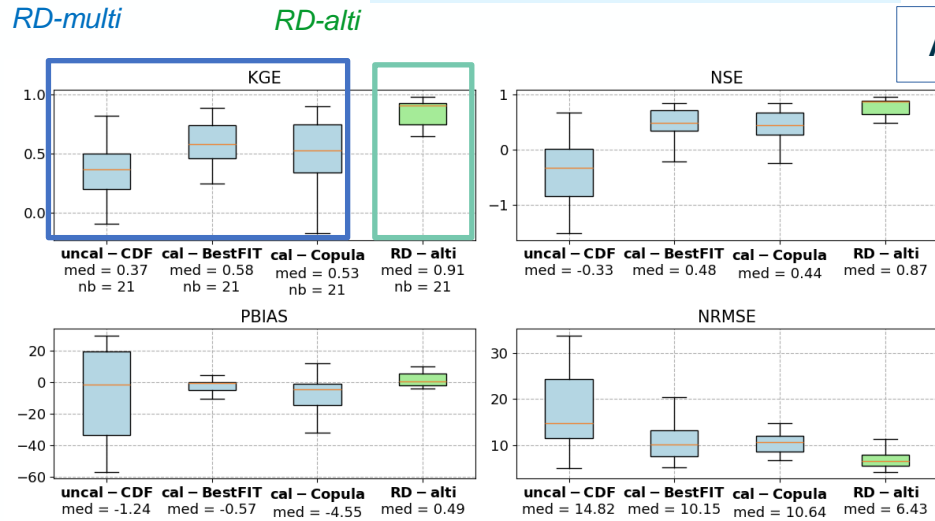 RD-multi RD-alti
A
KGE
1.0
0.5
0.0
uncal−CDF cal−BestFIT cal−Copula RD−alti
med = 0.37 med = 0.58 med = 0.53 med = 0.91
nb = 21 nb = 21 nb = 21 nb = 21
NSE
1
0
−1
uncal−CDF cal−BestFIT cal−Copula RD−alti
med = -0.33 med = 0.48 med = 0.44 med = 0.87
PBIAS
20
0
−20
−40
−60
uncal−CDF cal−BestFIT cal−Copula RD−alti
med = -1.24 med = -0.57 med = -4.55 med = 0.49
NRMSE
30
20
10
uncal−CDF cal−BestFIT cal−Copula RD−alti
med = 14.82 med = 10.15 med = 10.64 med = 6.43